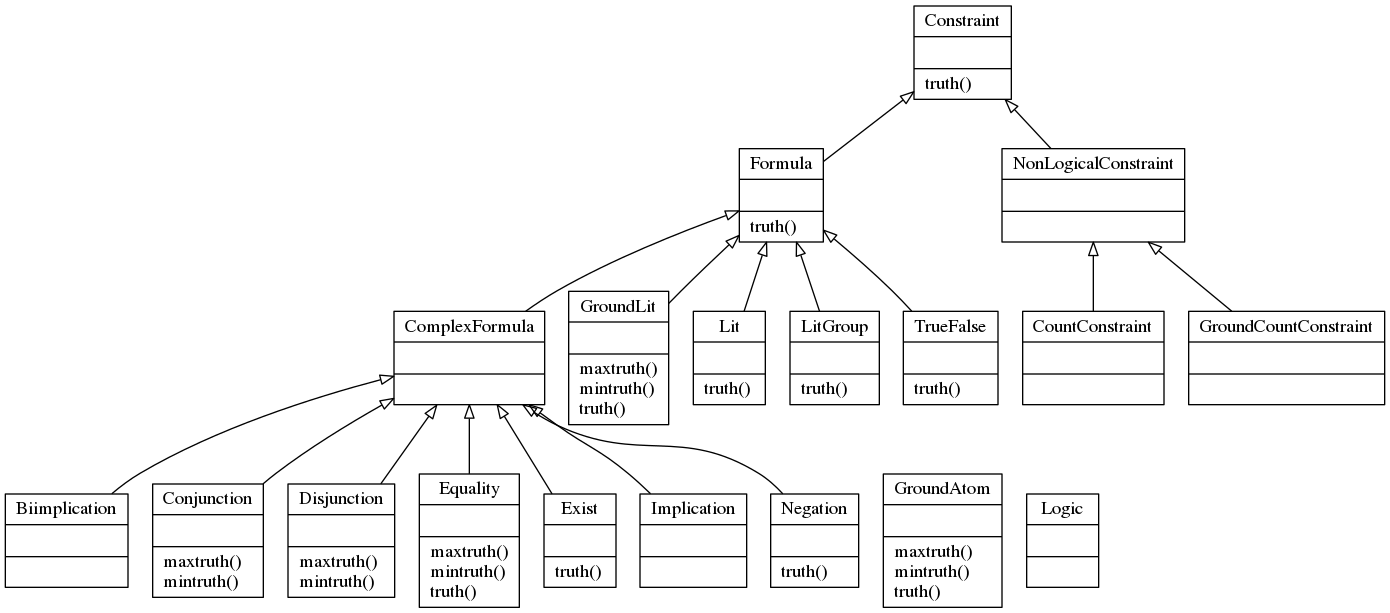 Constraint
truth()
Formula
truth()
NonLogicalConstraint
ComplexFormula
GroundLit
maxtruth()
mintruth()
truth()
Lit
truth()
LitGroup
truth()
TrueFalse
truth()
CountConstraint
GroundCountConstraint
Biimplication
Conjunction
maxtruth()
mintruth()
Disjunction
maxtruth()
mintruth()
Equality
maxtruth()
mintruth()
truth()
Exist
truth()
Implication
Negation
truth()
GroundAtom
maxtruth()
mintruth()
truth()
Logic